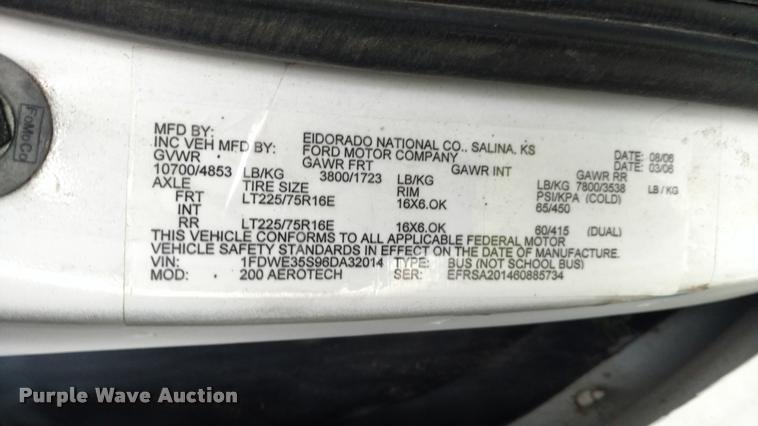 FoMoCo
MFD BY: EIDORADO NATIONAL CO., SALINA. KS DATE: 08/06
INC VEH MFD BY: FORD MOTOR COMPANY DATE: 03/06
GVWR GAWR FRT GAWR INT GAWR RR
10700/4853 LB/KG 3800/1723 LB/KG LB/KG 7800/3538 LB/KG
AXLE TIRE SIZE RIM PSI/KPA (COLD)
FRT LT225/75R16E 16X6.OK 65/450
INT
RR LT225/75R16E 16X6.OK 60/415 (DUAL)
THIS VEHICLE CONFORMS TO ALL APPLICABLE FEDERAL MOTOR
VEHICLE SAFETY STANDARDS IN EFFECT ON DATE OF MANUFACTURE.
VIN: 1FDWE35S96DA32014 TYPE: BUS (NOT SCHOOL BUS)
MOD: 200 AEROTECH SER: EFRSA201460885734
Purple Wave Auction